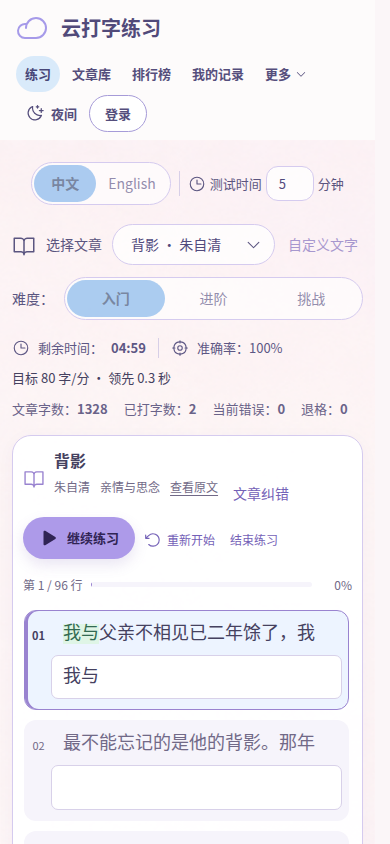 云打字练习
练习 文章库 排行榜 我的记录 更多
夜间 登录
中文 English 测试时间 5 分钟
选择文章 背影 · 朱自清 自定义文字
难度： 入门 进阶 挑战
剩余时间： 04:59 准确率：100%
目标 80 字/分 · 领先 0.3 秒
文章字数：1328 已打字数：2 当前错误：0 退格：0
背影
朱自清 亲情与思念 查看原文 文章纠错
继续练习 重新开始 结束练习
第 1 / 96 行 0%
01 我与父亲不相见已二年馀了，我
我与
02 最不能忘记的是他的背影。那年